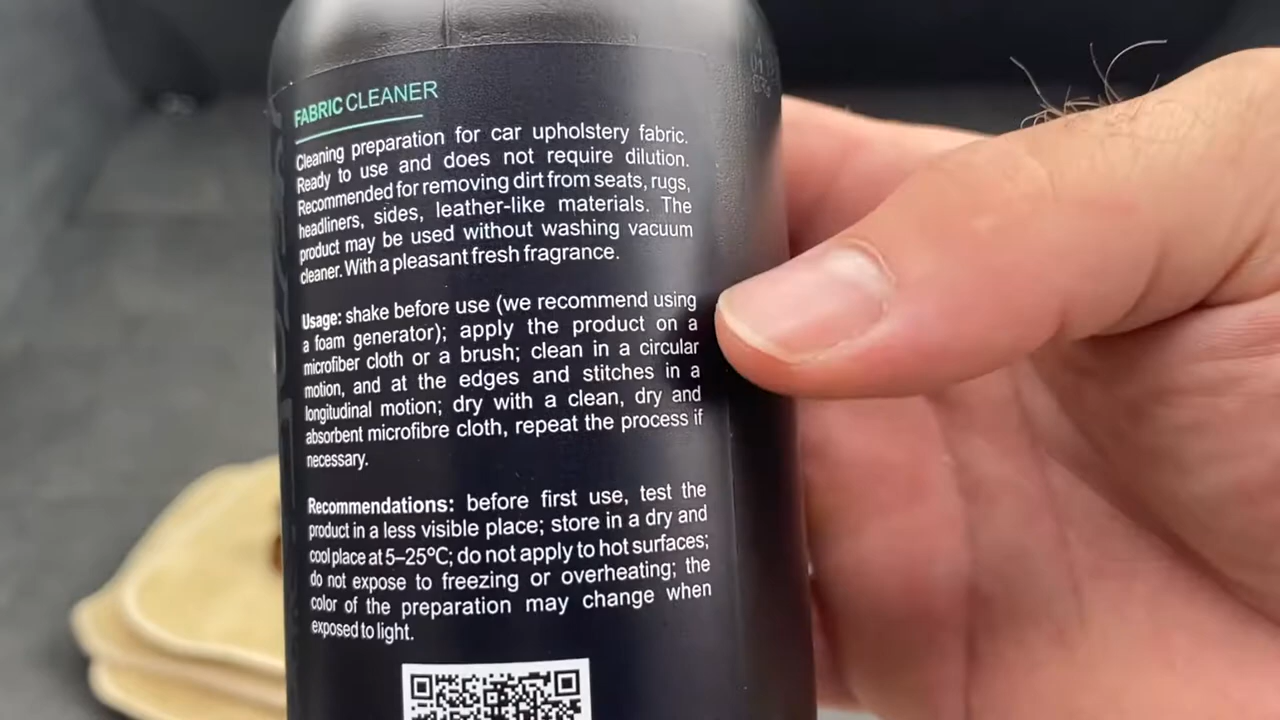 FABRIC CLEANER
Cleaning preparation for car upholstery fabric.
Ready to use and does not require dilution.
Recommended for removing dirt from seats, rugs,
headliners, sides, leather-like materials. The
product may be used without washing vacuum
cleaner. With a pleasant fresh fragrance.
Usage: shake before use (we recommend using
a foam generator); apply the product on a
microfiber cloth or a brush; clean in a circular
motion, and at the edges and stitches in a
longitudinal motion; dry with a clean, dry and
absorbent microfibre cloth, repeat the process if
necessary.
Recommendations: before first use, test the
product in a less visible place; store in a dry and
cool place at 5–25°C; do not apply to hot surfaces;
do not expose to freezing or overheating; the
color of the preparation may change when
exposed to light.